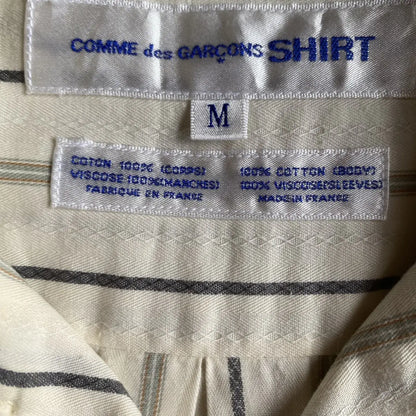 COMME des GARÇONS SHIRT
M
COTON 100% (CORPS)
VISCOSE 100% (MANCHES)
FABRIQUE EN FRANCE
100% COTTON (BODY)
100% VISCOSE (SLEEVES)
MADE IN FRANCE